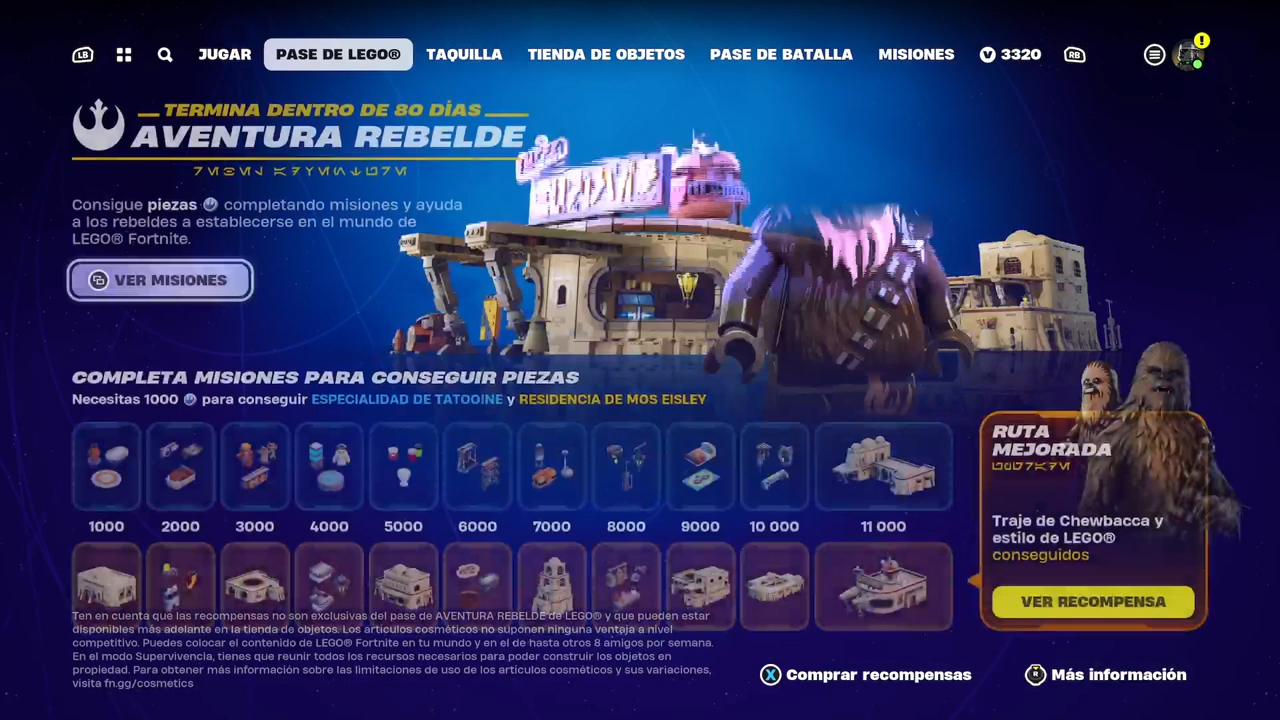 LB
JUGAR
PASE DE LEGO®
TAQUILLA
TIENDA DE OBJETOS
PASE DE BATALLA
MISIONES
V 3320
RB
!
TERMINA DENTRO DE 80 DÍAS
AVENTURA REBELDE
Consigue piezas completando misiones y ayuda
a los rebeldes a establecerse en el mundo de
LEGO® Fortnite.
VER MISIONES
COMPLETA MISIONES PARA CONSEGUIR PIEZAS
Necesitas 1000 para conseguir ESPECIALIDAD DE TATOOINE y RESIDENCIA DE MOS EISLEY
1000
2000
3000
4000
5000
6000
7000
8000
9000
10 000
11 000
RUTA
MEJORADA
Traje de Chewbacca y
estilo de LEGO®
conseguidos
VER RECOMPENSA
Ten en cuenta que las recompensas no son exclusivas del pase de AVENTURA REBELDE de LEGO® y que pueden estar
disponibles más adelante en la tienda de objetos. Los artículos cosméticos no suponen ninguna ventaja a nivel
competitivo. Puedes colocar el contenido de LEGO® Fortnite en tu mundo y en el de hasta otros 8 amigos por semana.
En el modo Supervivencia, tienes que reunir todos los recursos necesarios para poder construir los objetos en
propiedad. Para obtener más información sobre las limitaciones de uso de los artículos cosméticos y sus variaciones,
visita fn.gg/cosmetics
X Comprar recompensas
R Más información